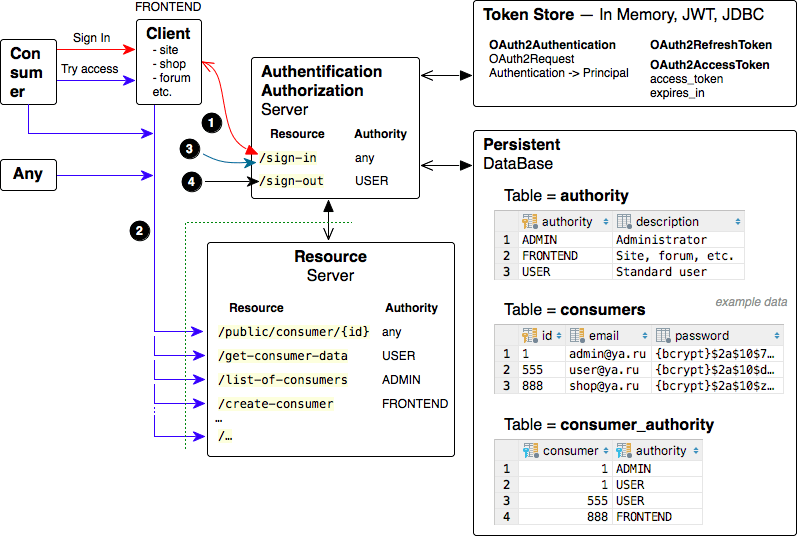 FRONTEND
Con
sum
er
Sign In
Try access
Client
- site
- shop
- forum
etc.
Any
1
2
3
4
Authentification
Authorization
Server
Resource Authority
/sign-in any
/sign-out USER
Resource
Server
Resource Authority
/public/consumer/{id} any
/get-consumer-data USER
/list-of-consumers ADMIN
/create-consumer FRONTEND
…
/…
Token Store — In Memory, JWT, JDBC
OAuth2Authentication
OAuth2Request
Authentication -> Principal
OAuth2RefreshToken
OAuth2AccessToken
access_token
expires_in
Persistent
DataBase
Table = authority
authority description
1 ADMIN Administrator
2 FRONTEND Site, forum, etc.
3 USER Standard user
example data
Table = consumers
id email password
1 1 admin@ya.ru {bcrypt}$2a$10$7…
2 555 user@ya.ru {bcrypt}$2a$10$d…
3 888 shop@ya.ru {bcrypt}$2a$10$z…
Table = consumer_authority
consumer authority
1 1 ADMIN
2 1 USER
3 555 USER
4 888 FRONTEND